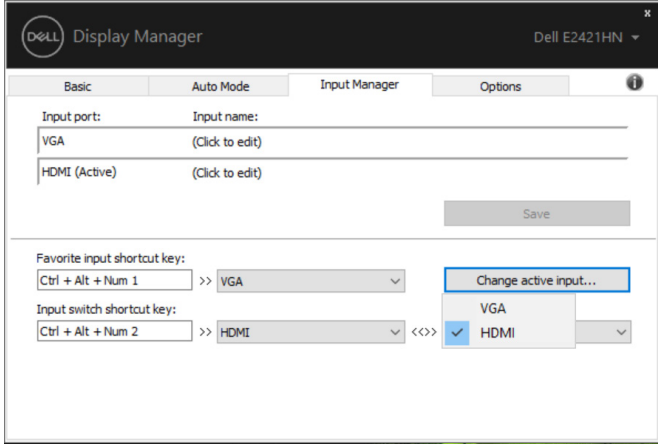 x
DELL Display Manager Dell E2421HN
Basic Auto Mode Input Manager Options i
Input port: Input name:
VGA (Click to edit)
HDMI (Active) (Click to edit)
Save
Favorite input shortcut key:
Ctrl + Alt + Num 1 >> VGA Change active input...
VGA
Input switch shortcut key:
Ctrl + Alt + Num 2 >> HDMI <<>> HDMI